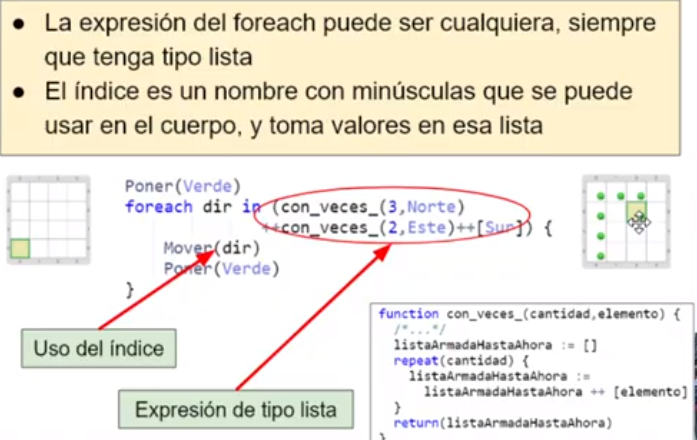 ● La expresión del foreach puede ser cualquiera, siempre
que tenga tipo lista
● El índice es un nombre con minúsculas que se puede
usar en el cuerpo, y toma valores en esa lista
Poner(Verde)
foreach dir in (con_veces_(3,Norte)
++con_veces_(2,Este)++[Sur]) {
Mover(dir)
Poner(Verde)
}
Uso del índice
Expresión de tipo lista
function con_veces_(cantidad,elemento) {
/*...*/
listaArmadaHastaAhora := []
repeat(cantidad) {
listaArmadaHastaAhora :=
listaArmadaHastaAhora ++ [elemento]
}
return(listaArmadaHastaAhora)
}